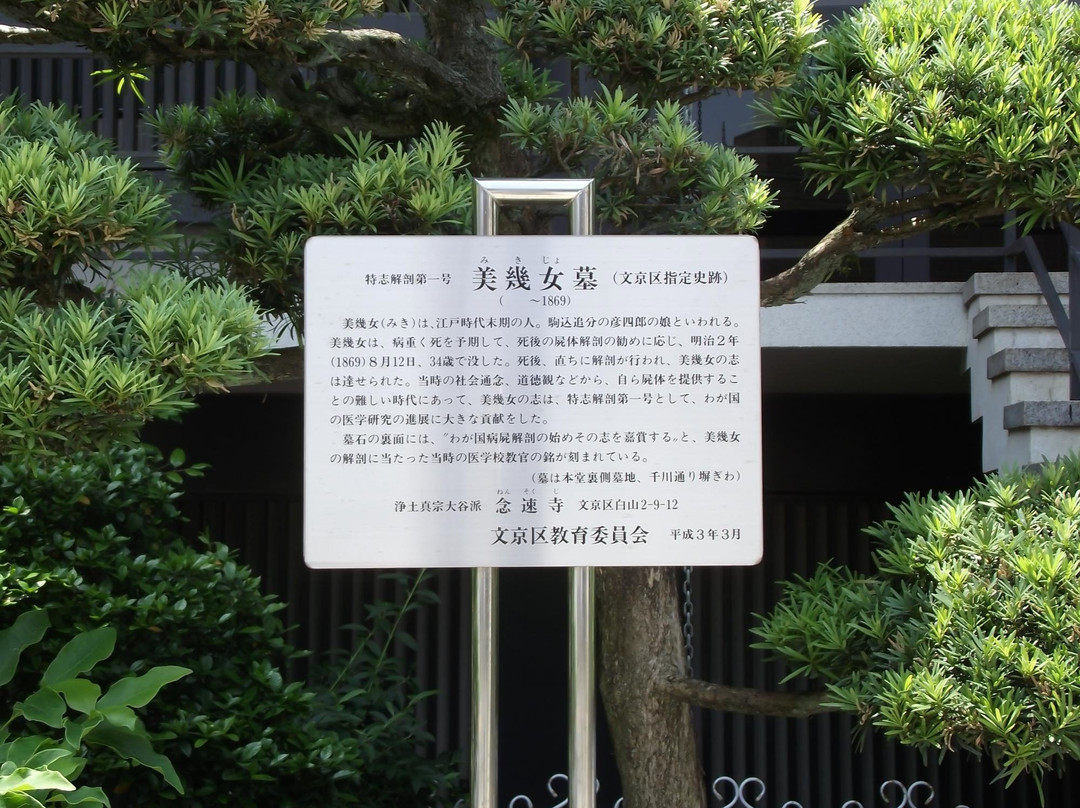 みきじょ
特志解剖第一号 美幾女墓 (文京区指定史跡)
( ～1869)
美幾女(みき)は、江戸時代末期の人。駒込追分の彦四郎の娘といわれる。
美幾女は、病重く死を予期して、死後の屍体解剖の勧めに応じ、明治2年
(1869)8月12日、34歳で没した。死後、直ちに解剖が行われ、美幾女の志
は達せられた。当時の社会通念、道徳観などから、自ら屍体を提供するこ
との難しい時代にあって、美幾女の志は、特志解剖第一号として、わが国
の医学研究の進展に大きな貢献をした。
墓石の裏面には、〝わが国病屍解剖の始めその志を嘉賞する〟と、美幾女
の解剖に当たった当時の医学校教官の銘が刻まれている。
(墓は本堂裏側墓地、千川通り塀ぎわ)
ねんそくじ
浄土真宗大谷派 念速寺 文京区白山2-9-12
文京区教育委員会 平成3年3月